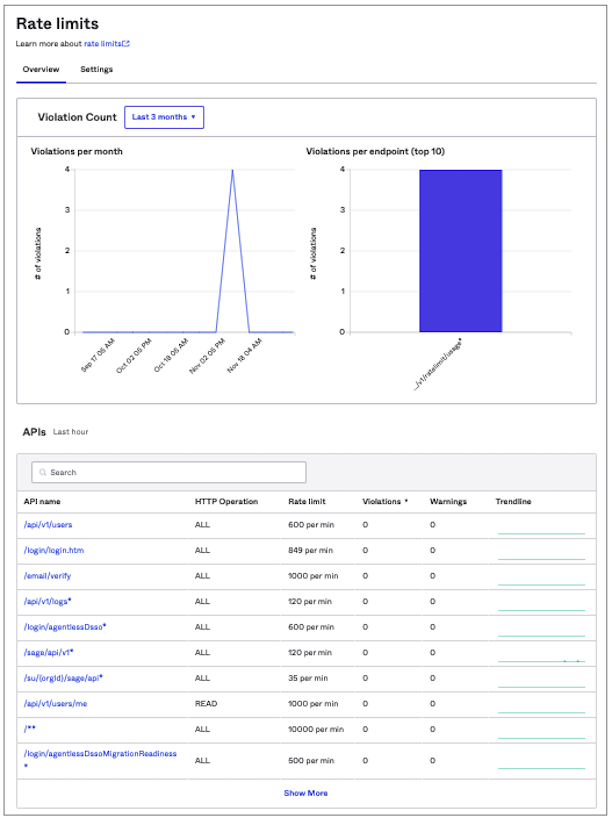 Rate limits
Learn more about rate limits
Overview Settings
Violation Count Last 3 months
Violations per month
# of violations
4
3
2
1
0
Sep 17 05 AM
Oct 02 05 PM
Oct 18 05 AM
Nov 02 05 PM
Nov 18 04 AM
Violations per endpoint (top 10)
# of violations
4
3
2
1
0
_/v1/ratelimit/usage*
APIs Last hour
Search
API name HTTP Operation Rate limit Violations Warnings Trendline
/api/v1/users ALL 600 per min 0 0
/login/login.htm ALL 849 per min 0 0
/email/verify ALL 1000 per min 0 0
/api/v1/logs* ALL 120 per min 0 0
/login/agentlessDsso* ALL 600 per min 0 0
/sage/api/v1* ALL 120 per min 0 0
/su/{orgId}/sage/api* ALL 35 per min 0 0
/api/v1/users/me READ 1000 per min 0 0
/** ALL 10000 per min 0 0
/login/agentlessDssoMigrationReadiness
* ALL 500 per min 0 0
Show More